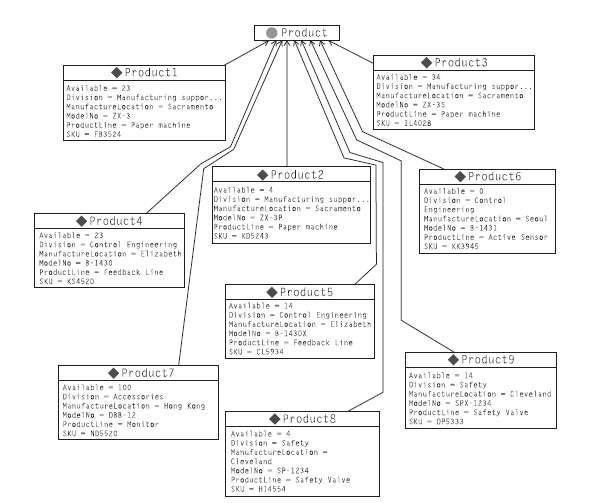 Product
Product1
Available = 23
Division = Manufacturing suppor...
ManufactureLocation = Sacramento
ModelNo = ZX-3
ProductLine = Paper machine
SKU = FB3524
Product3
Available = 34
Division = Manufacturing suppor...
ManufactureLocation = Sacramento
ModelNo = ZX-3S
ProductLine = Paper machine
SKU = IL4028
Product2
Available = 4
Division = Manufacturing suppor...
ManufactureLocation = Sacramento
ModelNo = ZX-3P
ProductLine = Paper machine
SKU = KD5243
Product6
Available = 0
Division = Control
Engineering
ManufactureLocation = Seoul
ModelNo = B-1431
ProductLine = Active Sensor
SKU = KK3945
Product4
Available = 23
Division = Control Engineering
ManufactureLocation = Elizabeth
ModelNo = B-1430
ProductLine = Feedback Line
SKU = KS4520
Product5
Available = 14
Division = Control Engineering
ManufactureLocation = Elizabeth
ModelNo = B-1430X
ProductLine = Feedback Line
SKU = CL5934
Product7
Available = 100
Division = Accessories
ManufactureLocation = Hong Kong
ModelNo = DBB-12
ProductLine = Monitor
SKU = ND5520
Product9
Available = 14
Division = Safety
ManufactureLocation = Cleveland
ModelNo = SPX-1234
ProductLine = Safety Valve
SKU = OP5333
Product8
Available = 4
Division = Safety
ManufactureLocation =
Cleveland
ModelNo = SP-1234
ProductLine = Safety Valve
SKU = HI4554